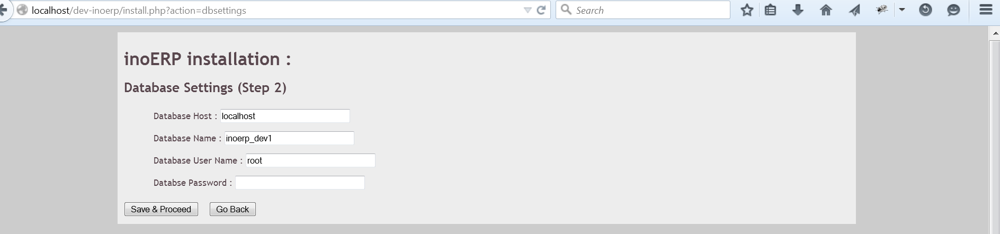 localhost/dev-inoerp/install.php?action=dbsettings
Search
inoERP installation :
Database Settings (Step 2)
Database Host : localhost
Database Name : inoerp_dev1
Database User Name : root
Databse Password :
Save & Proceed Go Back